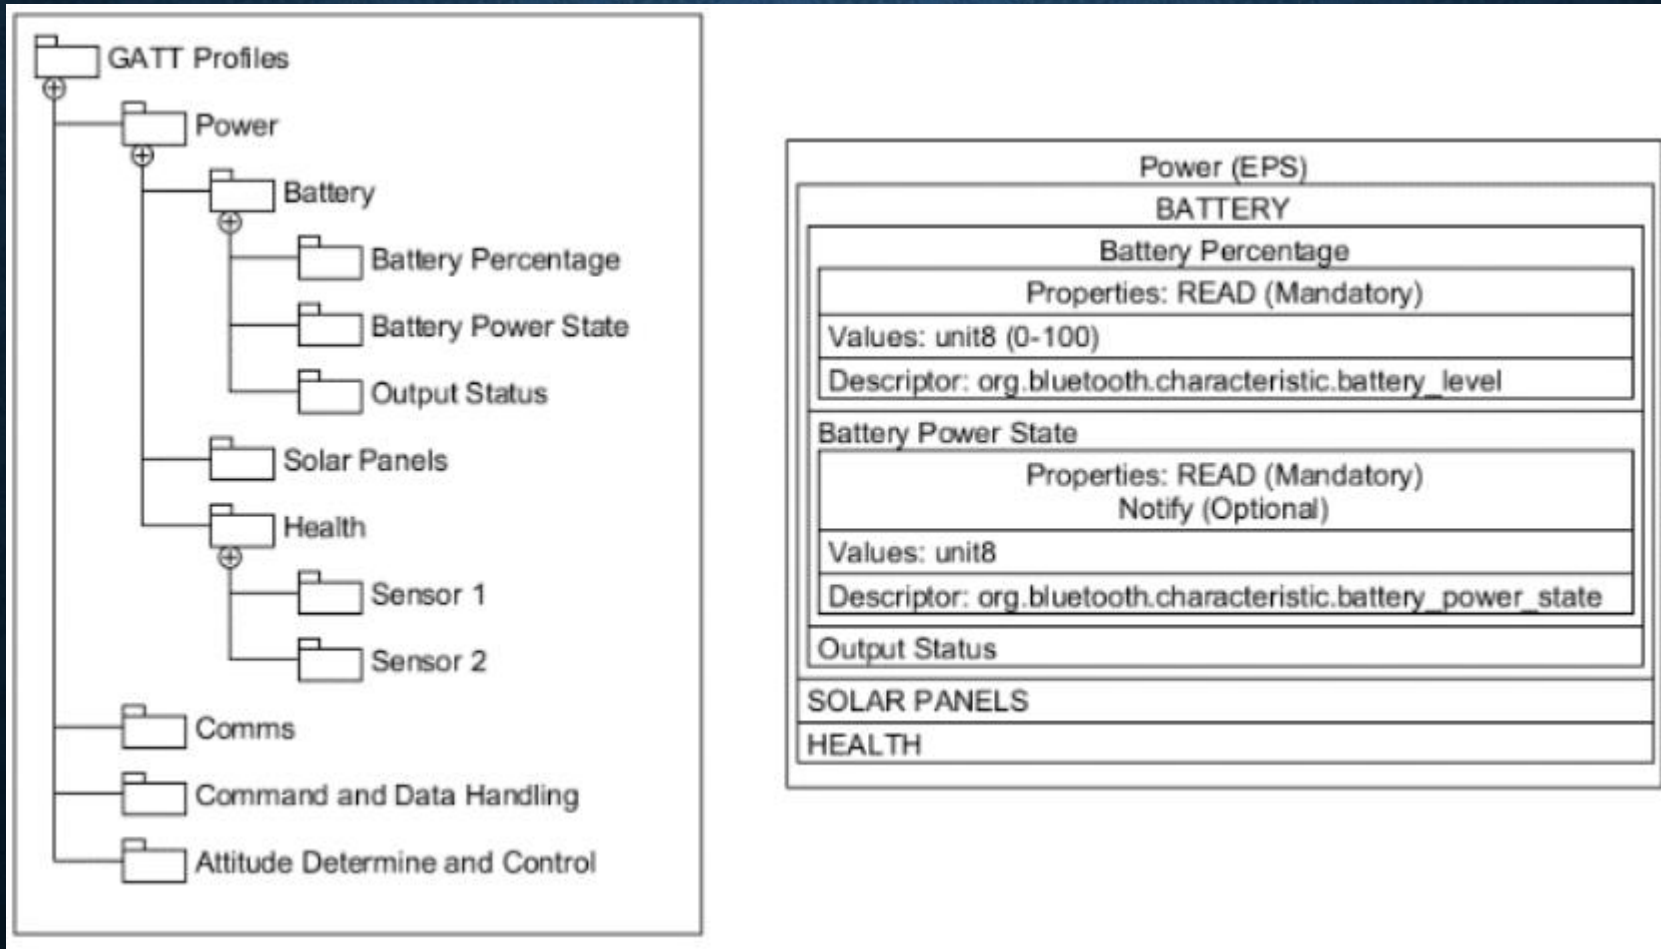 GATT Profiles
Power
Battery
Battery Percentage
Battery Power State
Output Status
Solar Panels
Health
Sensor 1
Sensor 2
Comms
Command and Data Handling
Attitude Determine and Control
Power (EPS)
BATTERY
Battery Percentage
Properties: READ (Mandatory)
Values: unit8 (0-100)
Descriptor: org.bluetooth.characteristic.battery_level
Battery Power State
Properties: READ (Mandatory)
Notify (Optional)
Values: unit8
Descriptor: org.bluetooth.characteristic.battery_power_state
Output Status
SOLAR PANELS
HEALTH